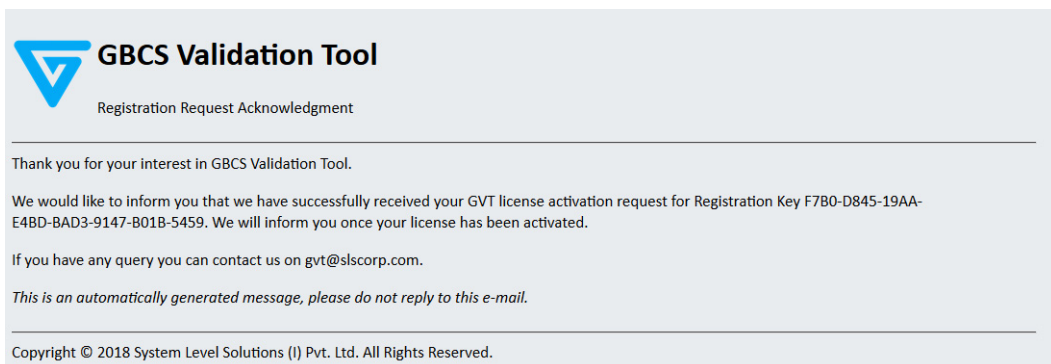 GBCS Validation Tool
Registration Request Acknowledgment
Thank you for your interest in GBCS Validation Tool.
We would like to inform you that we have successfully received your GVT license activation request for Registration Key F7B0-D845-19AA-
E4BD-BAD3-9147-B01B-5459. We will inform you once your license has been activated.
If you have any query you can contact us on gvt@slscorp.com.
This is an automatically generated message, please do not reply to this e-mail.
Copyright © 2018 System Level Solutions (I) Pvt. Ltd. All Rights Reserved.